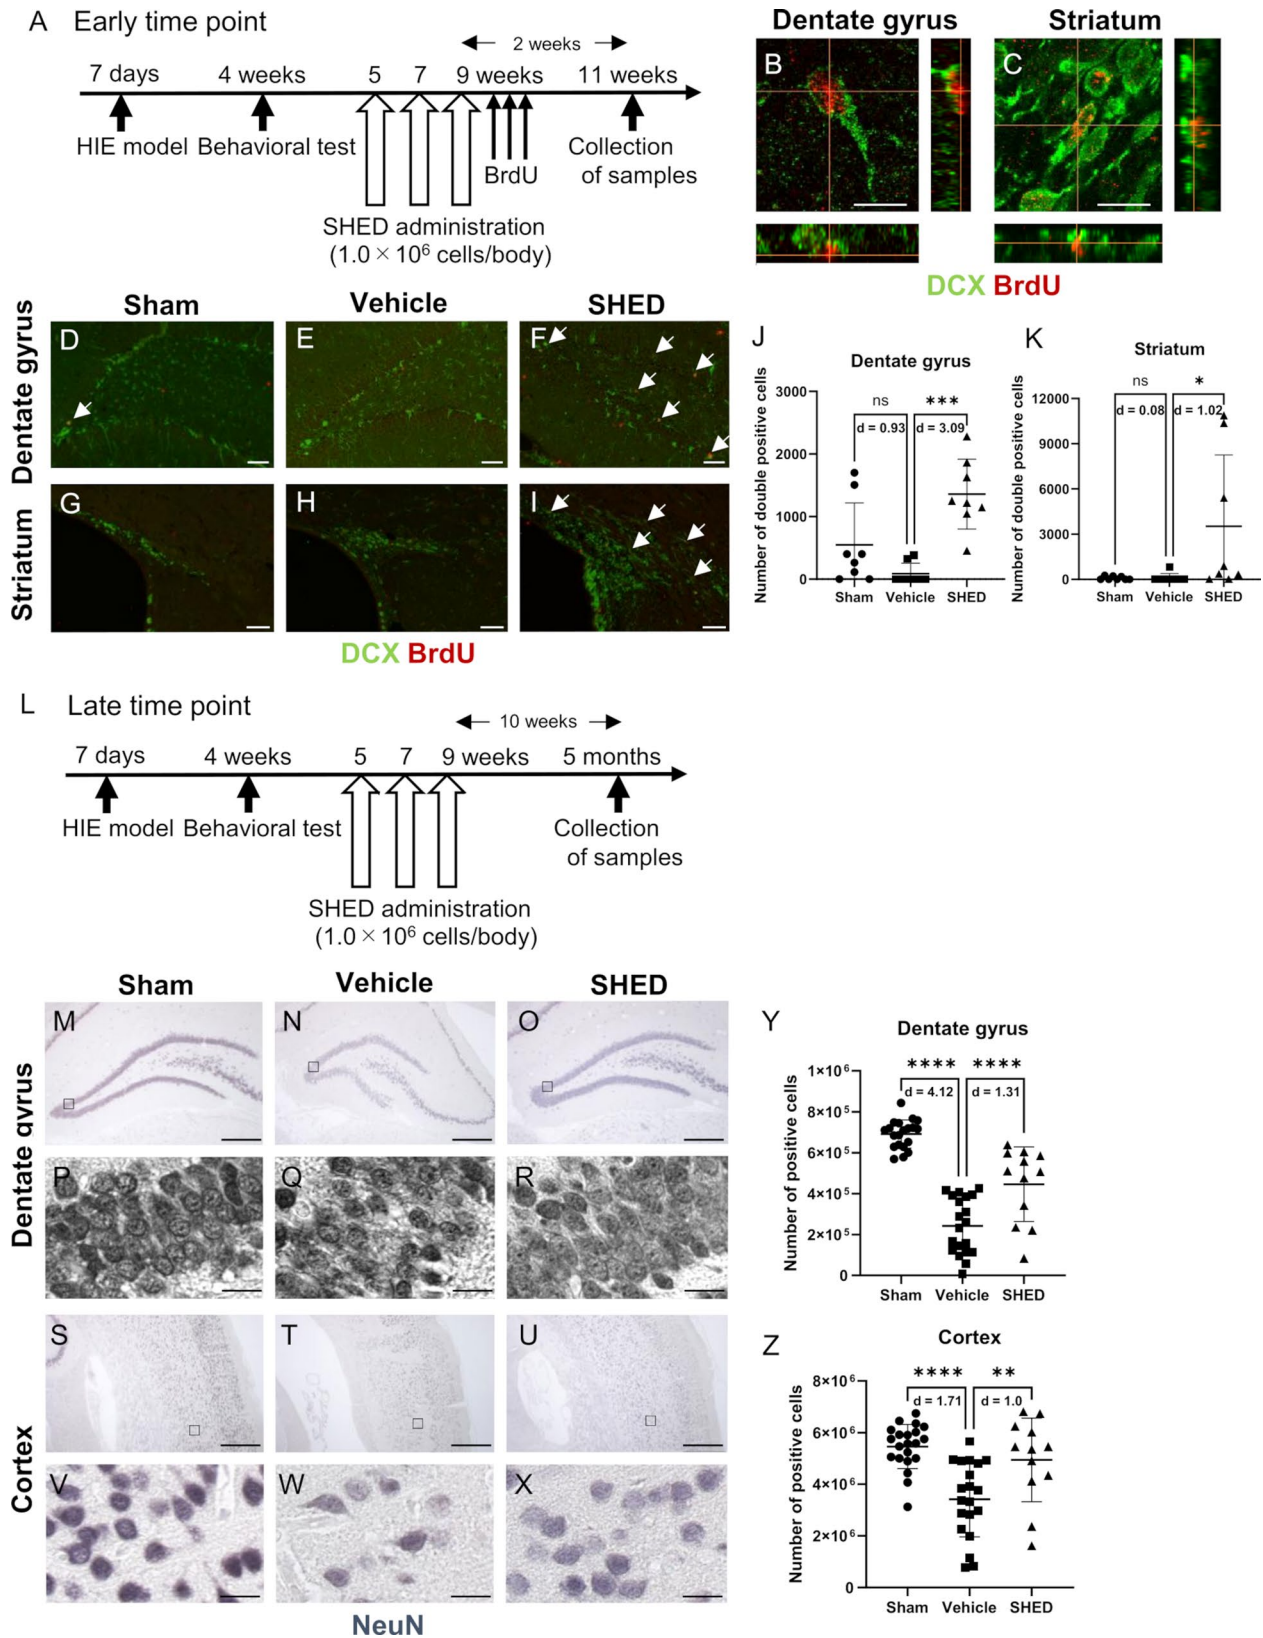 A Early time point
2 weeks
7 days 4 weeks 5 7 9 weeks 11 weeks
HIE model Behavioral test BrdU Collection
of samples
SHED administration
(1.0 × 10⁶ cells/body)
Dentate gyrus Striatum
B C
DCX BrdU
Sham Vehicle SHED
Dentate gyrus
D E F
Striatum
G H I
DCX BrdU
J
Dentate gyrus
Number of double positive cells
3000
2000
1000
0
ns ***
d = 0.93 d = 3.09
Sham Vehicle SHED
K
Striatum
Number of double positive cells
12000
9000
6000
3000
0
ns *
d = 0.08 d = 1.02
Sham Vehicle SHED
L Late time point
10 weeks
7 days 4 weeks 5 7 9 weeks 5 months
HIE model Behavioral test Collection
of samples
SHED administration
(1.0 × 10⁶ cells/body)
Sham Vehicle SHED
Dentate gyrus
M N O
P Q R
Cortex
S T U
V W X
NeuN
Y
Dentate gyrus
Number of positive cells
1×10⁶
8×10⁵
6×10⁵
4×10⁵
2×10⁵
0
**** ****
d = 4.12 d = 1.31
Sham Vehicle SHED
Z
Cortex
Number of positive cells
8×10⁶
6×10⁶
4×10⁶
2×10⁶
0
**** **
d = 1.71 d = 1.0
Sham Vehicle SHED